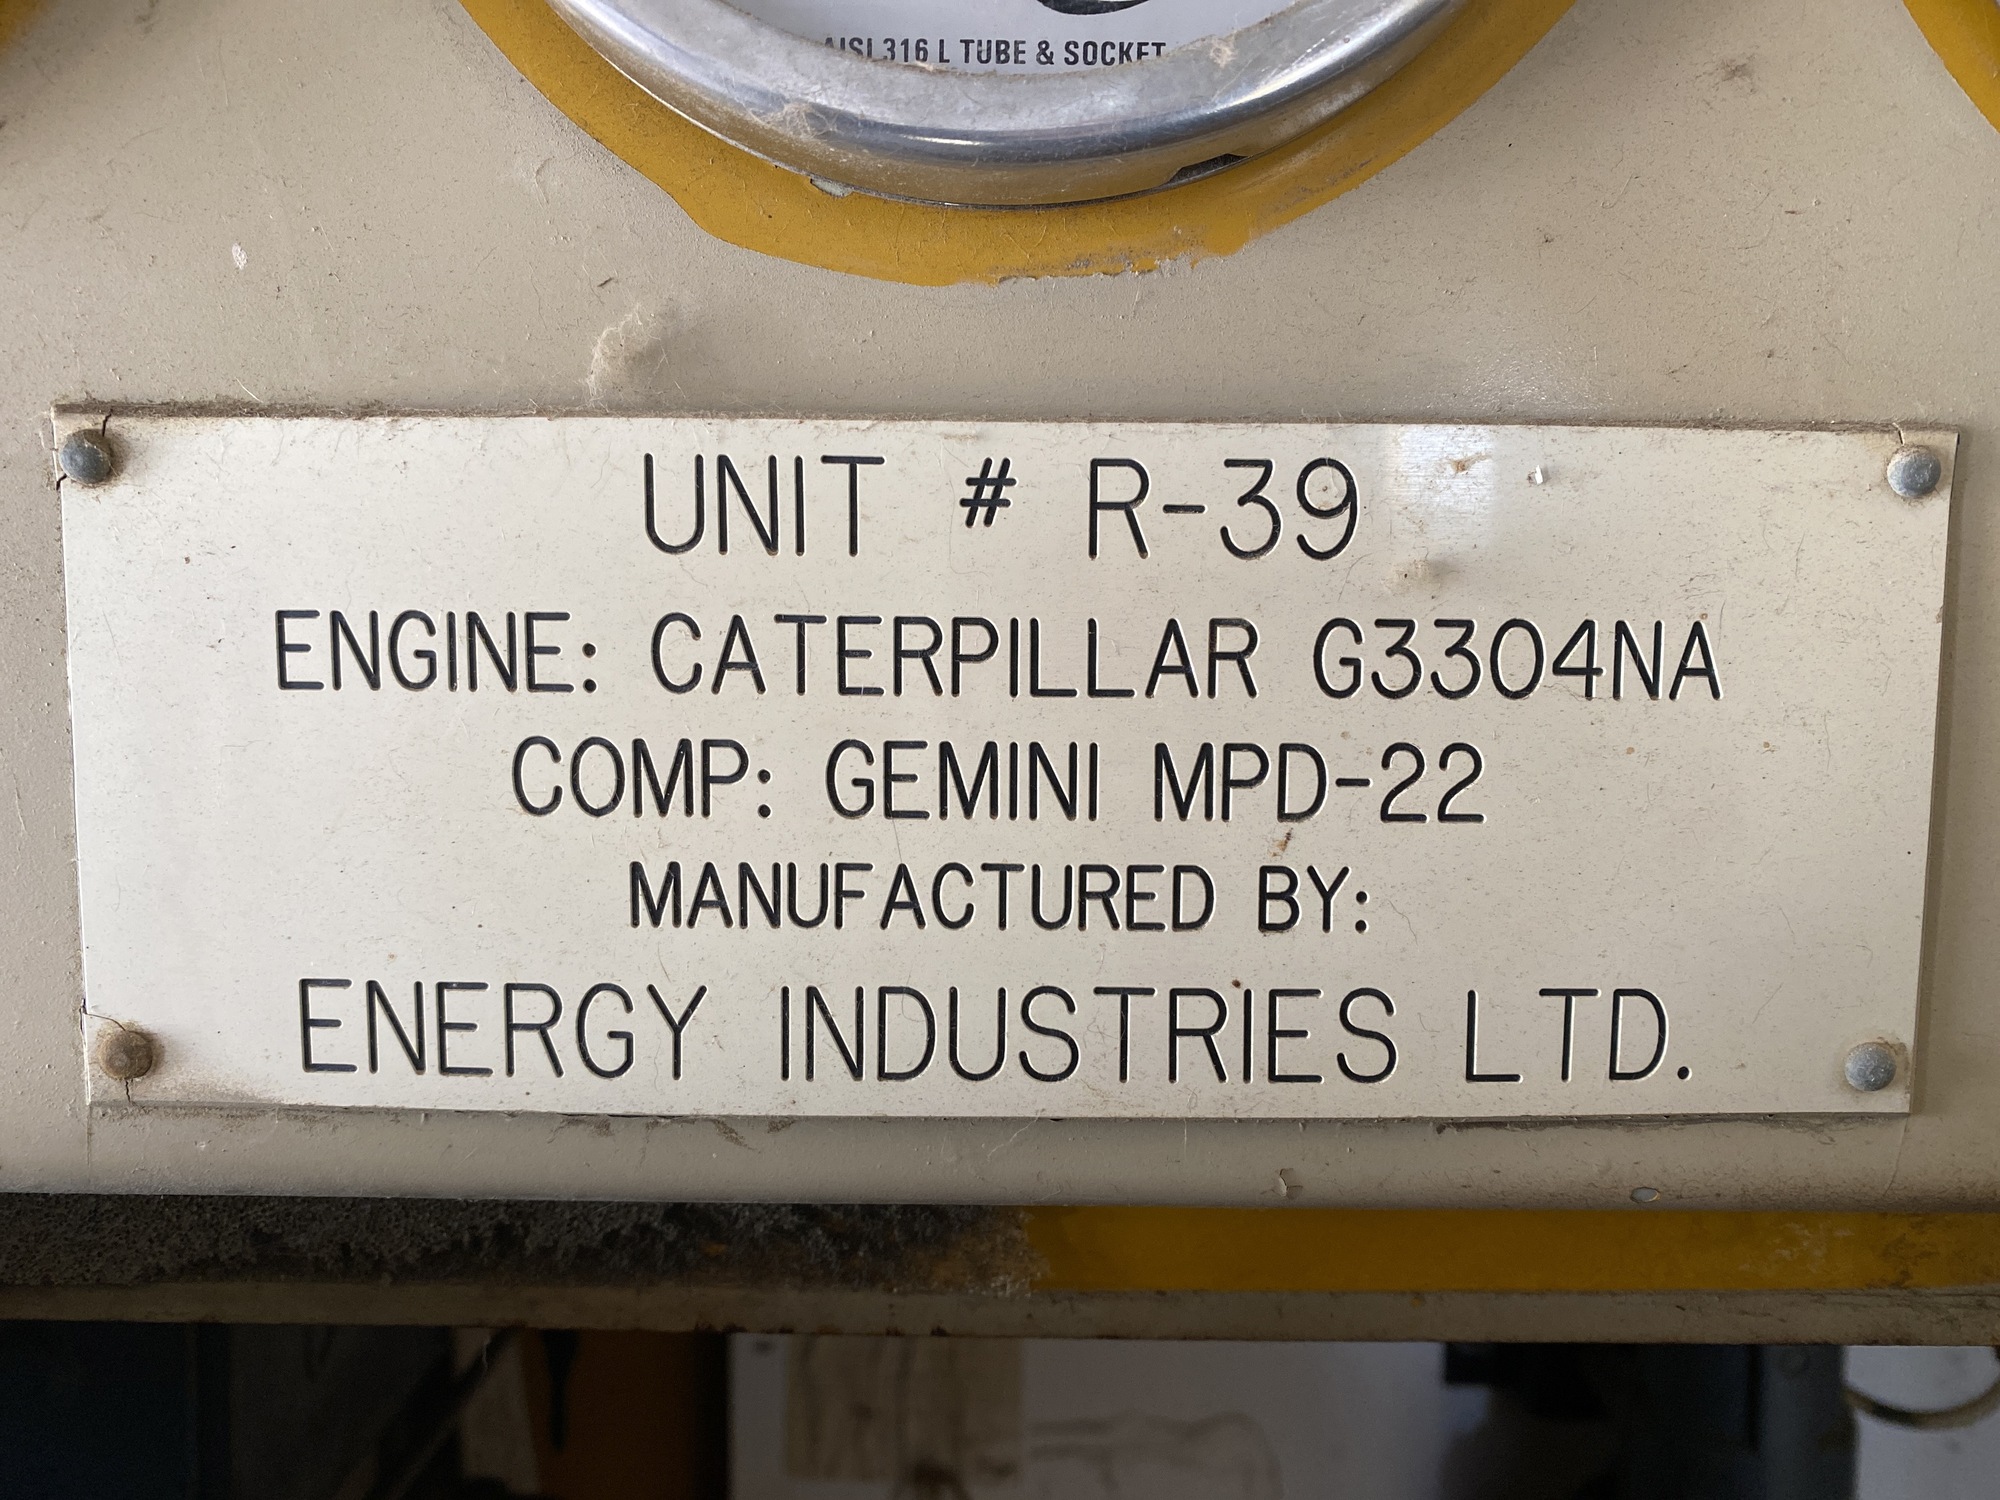 AISI 316 L TUBE & SOCKET
UNIT # R-39
ENGINE: CATERPILLAR G3304NA
COMP: GEMINI MPD-22
MANUFACTURED BY:
ENERGY INDUSTRIES LTD.